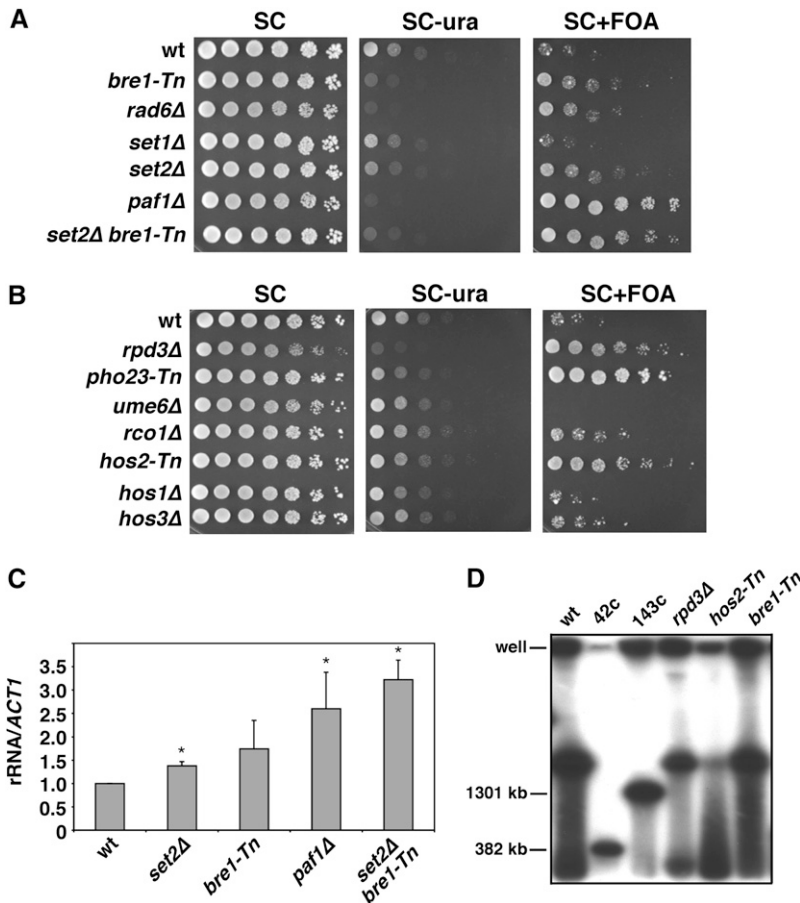 A
SC
SC-ura
SC+FOA
wt
bre1-Tn
rad6Δ
set1Δ
set2Δ
paf1Δ
set2Δ bre1-Tn
B
SC
SC-ura
SC+FOA
wt
rpd3Δ
pho23-Tn
ume6Δ
rco1Δ
hos2-Tn
hos1Δ
hos3Δ
C
rRNA/ACT1
3.5
3.0
2.5
2.0
1.5
1.0
0.5
0
*
*
*
wt
set2Δ
bre1-Tn
paf1Δ
set2Δ
bre1-Tn
D
wt
42c
143c
rpd3Δ
hos2-Tn
bre1-Tn
well
1301 kb
382 kb